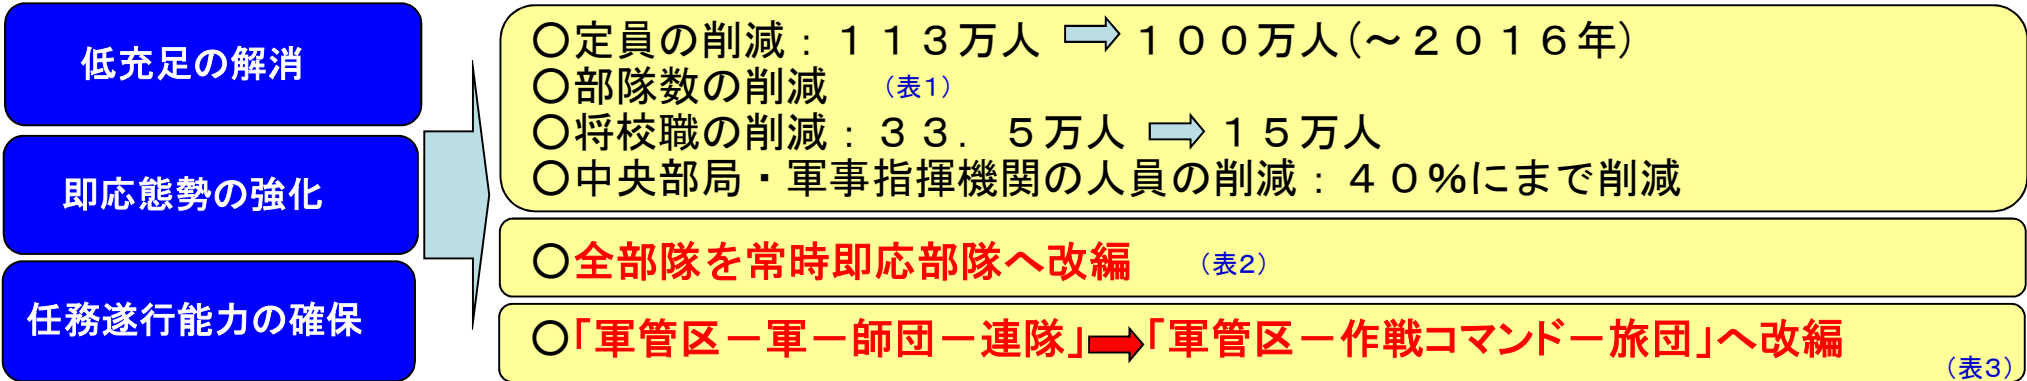 低充足の解消
即応態勢の強化
任務遂行能力の確保
○定員の削減：１１３万人 ⇨ １００万人(～２０１６年)
○部隊数の削減 （表１）
○将校職の削減：３３．５万人 ⇨ １５万人
○中央部局・軍事指揮機関の人員の削減：４０%にまで削減
○全部隊を常時即応部隊へ改編 （表２）
○「軍管区－軍－師団－連隊」➡「軍管区－作戦コマンド－旅団」へ改編
（表３）